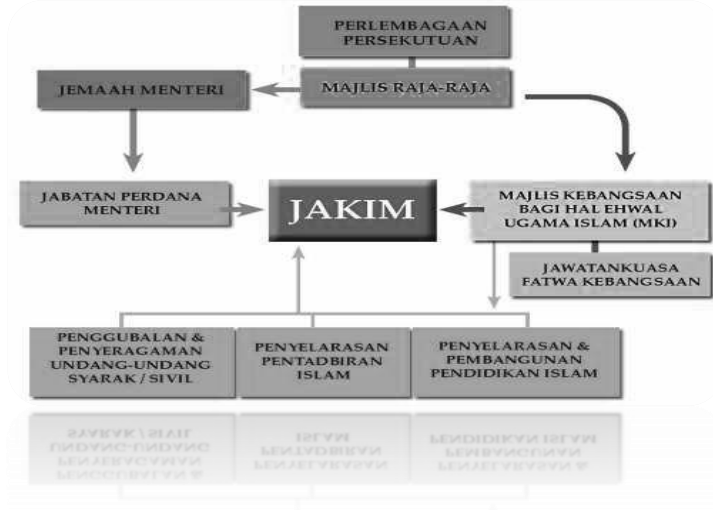 PERLEMBAGAAN
PERSEKUTUAN
JEMAAH MENTERI
MAJLIS RAJA-RAJA
JABATAN PERDANA
MENTERI
JAKIM
MAJLIS KEBANGSAAN
BAGI HAL EHWAL
UGAMA ISLAM (MKI)
JAWATANKUASA
FATWA KEBANGSAAN
PENGGUBALAN &
PENYERAGAMAN
UNDANG-UNDANG
SYARAK / SIVIL
PENYELARASAN
PENTADBIRAN
ISLAM
PENYELARASAN &
PEMBANGUNAN
PENDIDIKAN ISLAM